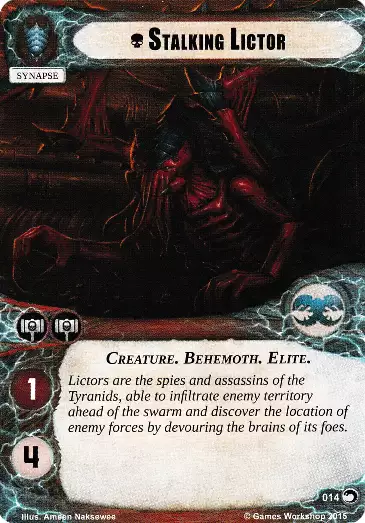 STALKING LICTOR
SYNAPSE
CREATURE. BEHEMOTH. ELITE.
1
Lictors are the spies and assassins of the
Tyranids, able to infiltrate enemy territory
ahead of the swarm and discover the location of
enemy forces by devouring the brains of its foes.
4
014
Illus. Ameen Naksewee
© Games Workshop 2015